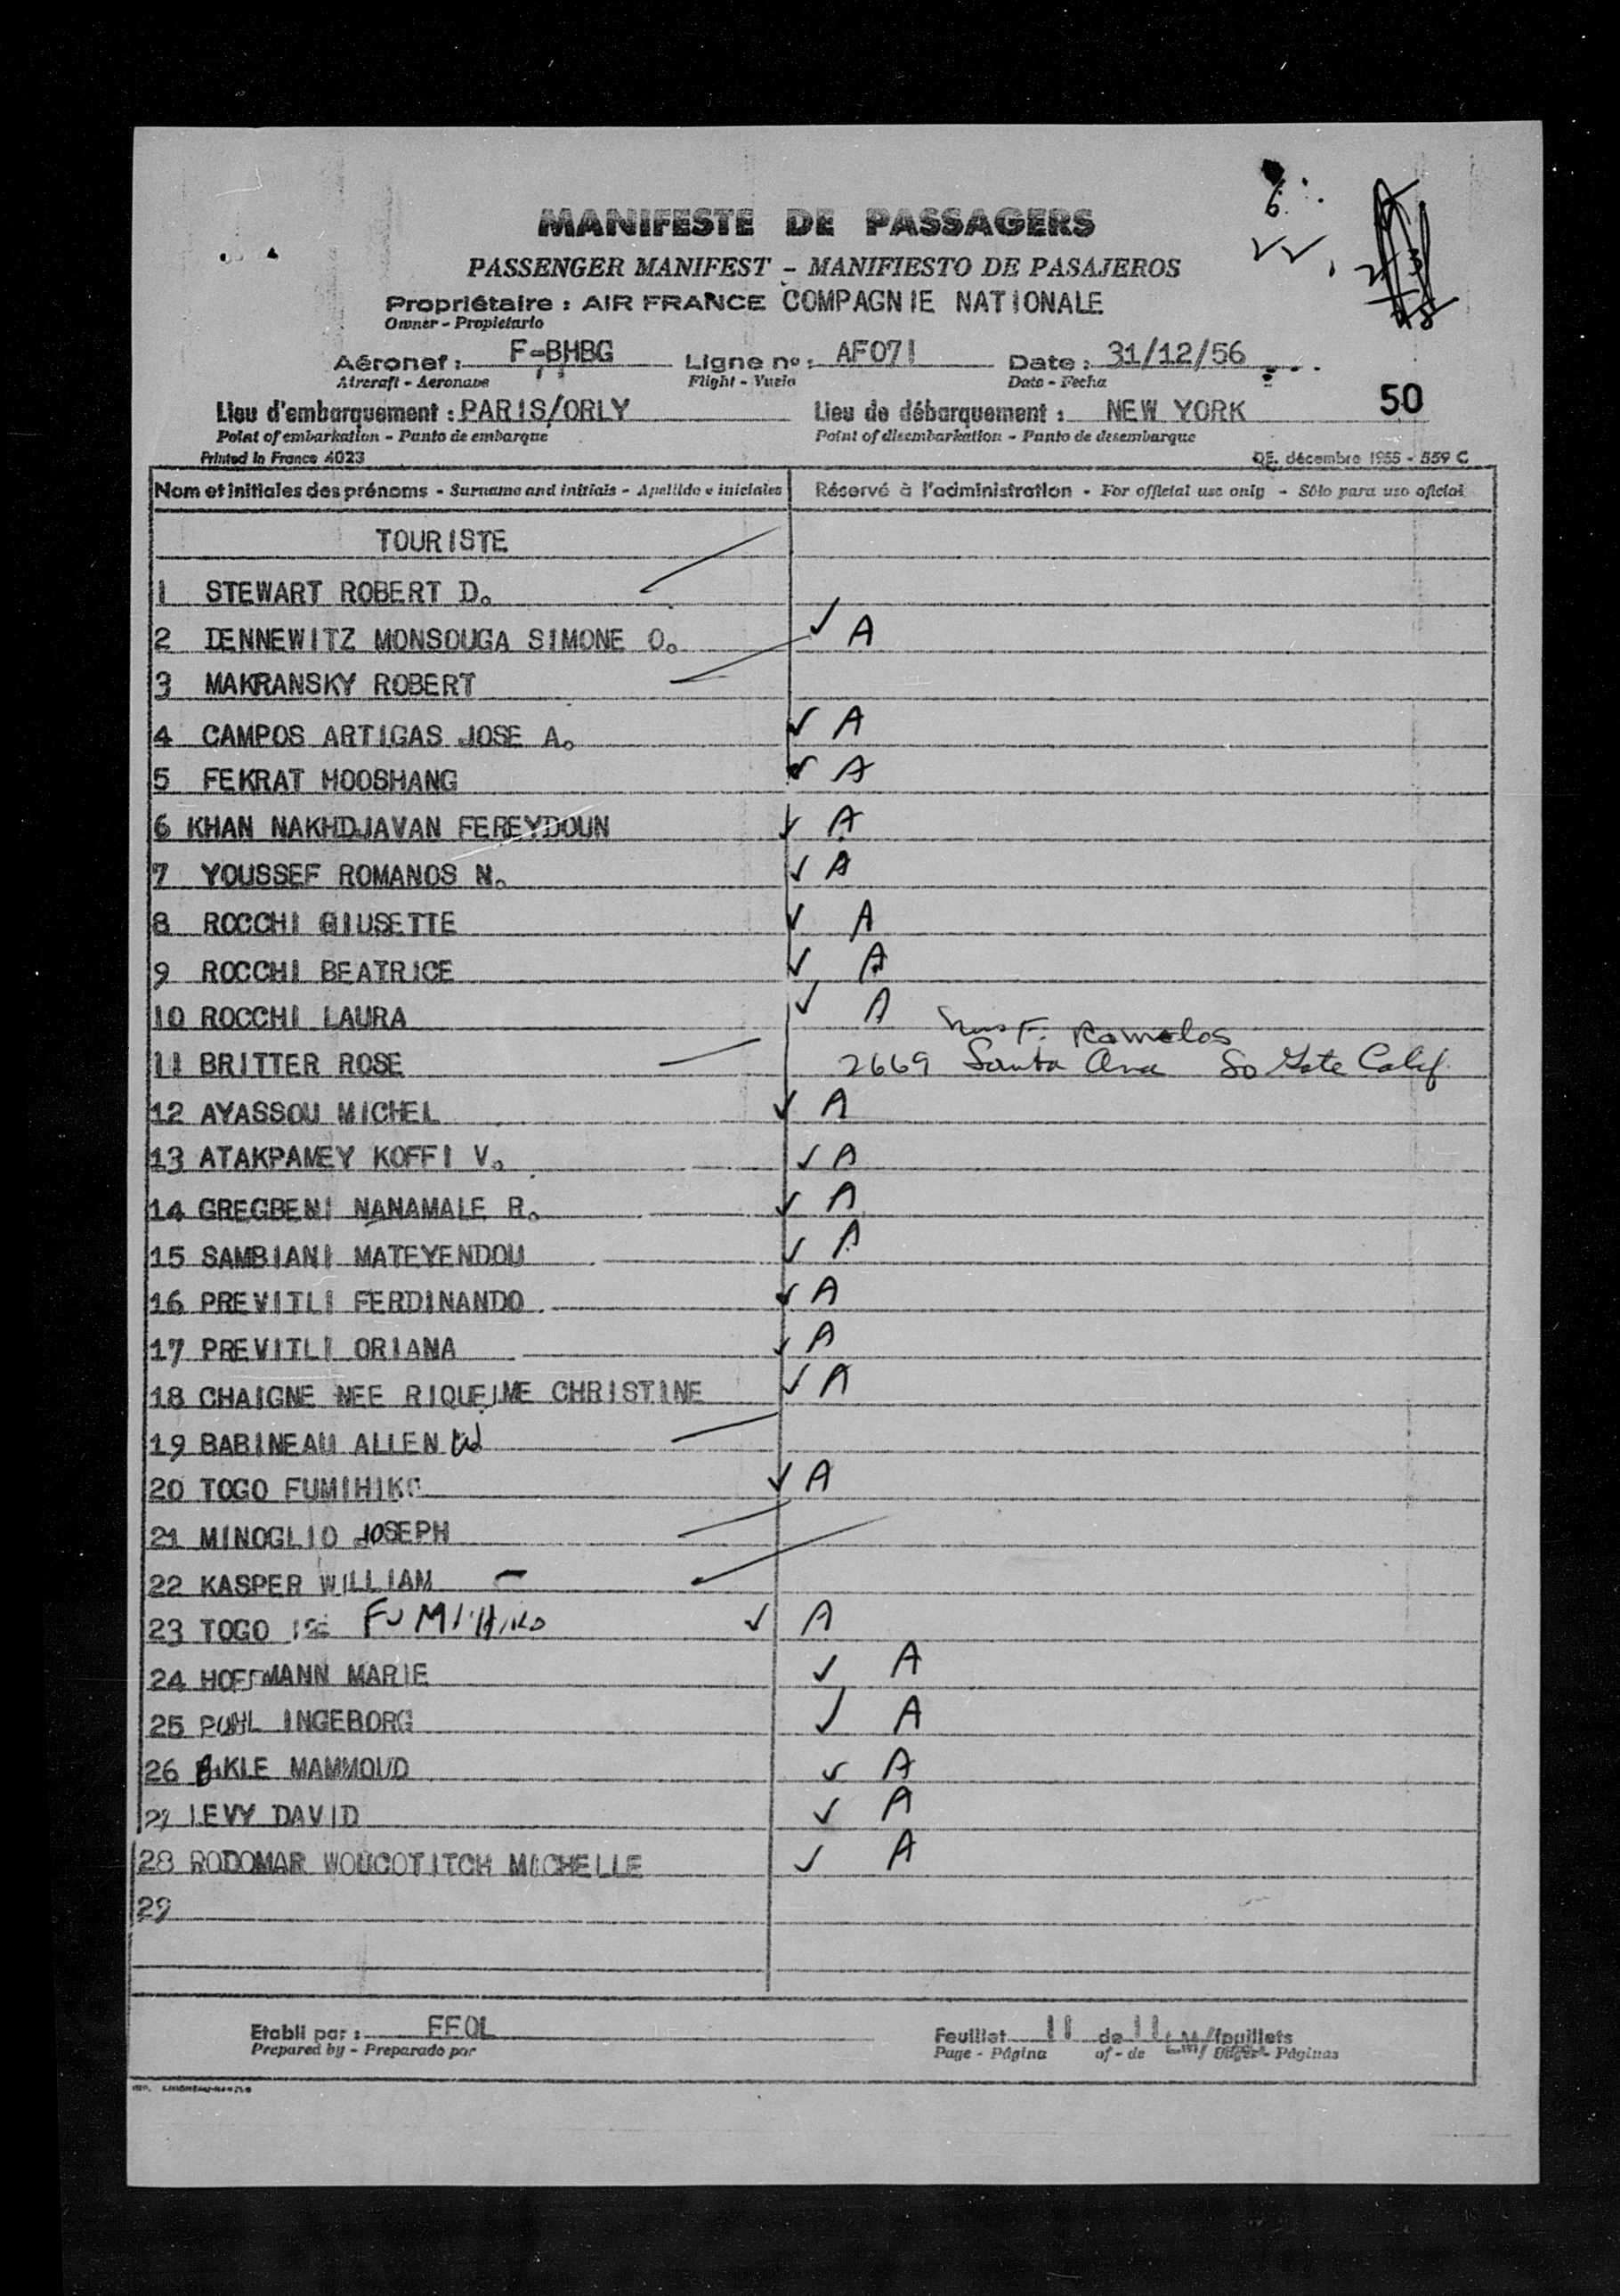 6
MANIFESTE DE PASSAGERS
PASSENGER MANIFEST - MANIFIESTO DE PASAJEROS
Propriétaire : AIR FRANCE COMPAGNIE NATIONALE
Owner - Propietario
Aéronef : F-BHBG Ligne nº : AF071 Date : 31/12/56
Aircraft - Aeronave Flight - Vuelo Date - Fecha
50
Lieu d'embarquement : PARIS/ORLY Lieu de débarquement : NEW YORK
Point of embarkation - Punto de embarque Point of disembarkation - Punto de desembarque
Printed in France 4023 QE. décembre 1955 - 559 C
Nom et initiales des prénoms - Surname and initials - Apellido e iniciales Réservé à l'administration - For official use only - Sólo para uso oficial
TOURISTE
1 STEWART ROBERT D.
2 DENNEWITZ MONSOUGA SIMONE O. ✓ A
3 MAKRANSKY ROBERT
4 CAMPOS ARTIGAS JOSE A. ✓ A
5 FEKRAT HOOSHANG ✓ A
6 KHAN NAKHDJAVAN FEREYDOUN ✓ A
7 YOUSSEF ROMANOS N. ✓ A
8 ROCCHI GIUSETTE ✓ A
9 ROCCHI BEATRICE ✓ A
10 ROCCHI LAURA ✓ A
F. Romelos
11 BRITTER ROSE 2669 Santa Ana So Gate Calif.
12 AYASSOU MICHEL ✓ A
13 ATAKPAMEY KOFFI V. ✓ A
14 GREGBENI NANAMALE R. ✓ A
15 SAMBIANI MATEYENDOU ✓ A
16 PREVITLI FERDINANDO ✓ A
17 PREVITLI ORIANA ✓ A
18 CHAIGNE NEE RIQUELME CHRISTINE ✓ A
19 BABINEAU ALLEN
20 TOGO FUMIHIKO ✓ A
21 MINOGLIO JOSEPH
22 KASPER WILLIAM
23 TOGO FUMIHIKO ✓ A
24 HOFFMANN MARIE ✓ A
25 POHL INGEBORG ✓ A
26 MAMMOUD ✓ A
27 LEVY DAVID ✓ A
28 RODOMAR WOUCOTITCH MICHELLE ✓ A
29
Etabli par : FFOL Feuillet 11 de 11 feuillets
Prepared by - Preparado por Page - Página of - de Pages - Páginas